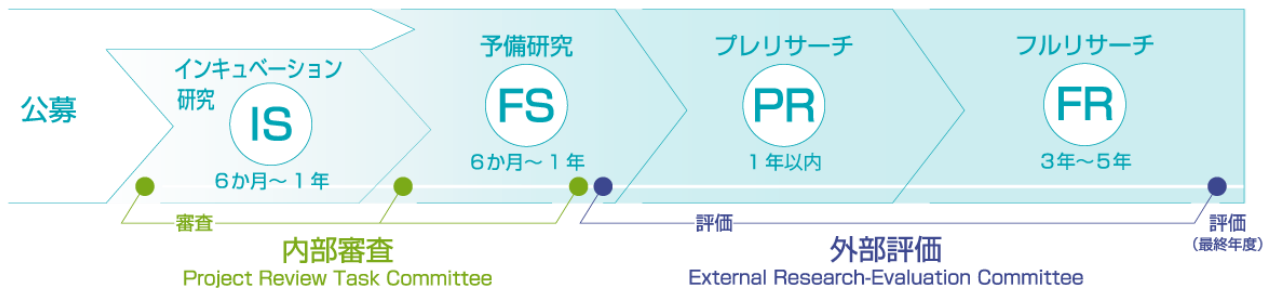 公募
インキュベーション
研究
IS
6か月～1年
予備研究
FS
6か月～1年
プレリサーチ
PR
1年以内
フルリサーチ
FR
3年～5年
審査
内部審査
Project Review Task Committee
評価
外部評価
External Research-Evaluation Committee
評価
(最終年度)